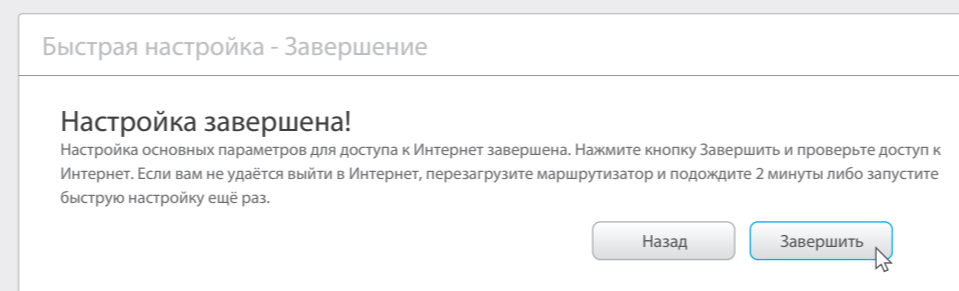 Быстрая настройка - Завершение
Настройка завершена!
Настройка основных параметров для доступа к Интернет завершена. Нажмите кнопку Завершить и проверьте доступ к
Интернет. Если вам не удаётся выйти в Интернет, перезагрузите маршрутизатор и подождите 2 минуты либо запустите
быструю настройку ещё раз.
Назад
Завершить